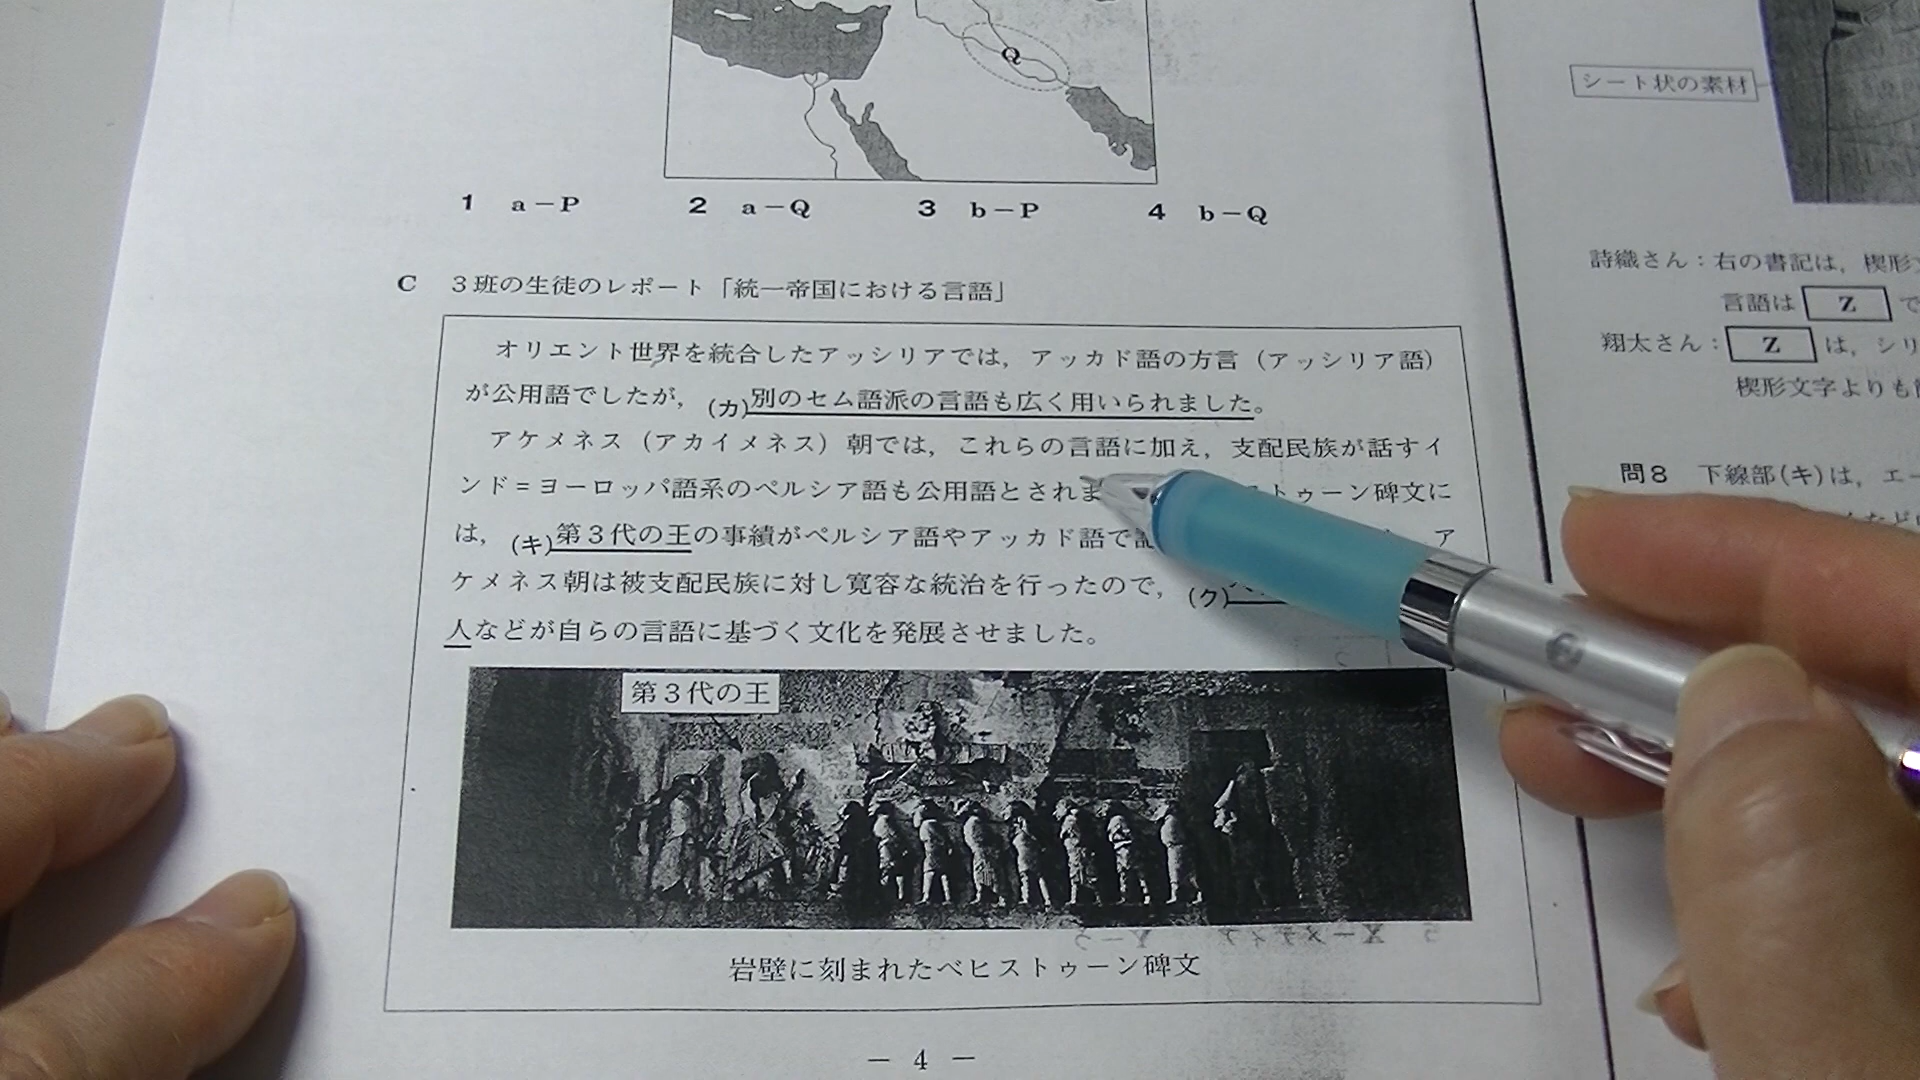 Q
1 a－P 2 a－Q 3 b－P 4 b－Q
C 3班の生徒のレポート「統一帝国における言語」
オリエント世界を統合したアッシリアでは，アッカド語の方言（アッシリア語）
が公用語でしたが，(カ)別のセム語派の言語も広く用いられました。
アケメネス（アカイメネス）朝では，これらの言語に加え，支配民族が話すイ
ンド＝ヨーロッパ語系のペルシア語も公用語とされま ストゥーン碑文に
は，(キ)第3代の王の事績がペルシア語やアッカド語で記 ア
ケメネス朝は被支配民族に対し寛容な統治を行ったので，(ク)
人などが自らの言語に基づく文化を発展させました。
第3代の王
岩壁に刻まれたベヒストゥーン碑文
－ 4 －
シート状の素材
詩織さん：右の書記は，楔形
言語は Z で
翔太さん： Z は，シリ
楔形文字よりも
問8 下線部(キ)は，エー